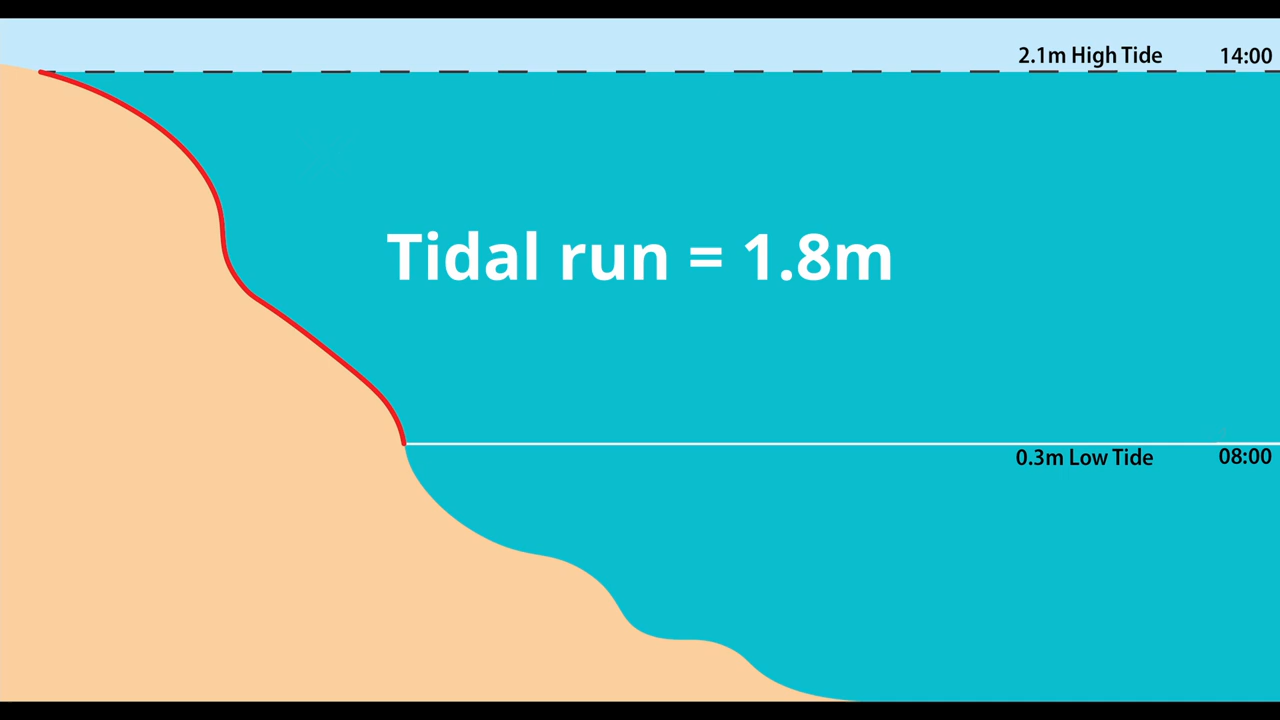 2.1m High Tide 14:00
Tidal run = 1.8m
0.3m Low Tide 08:00